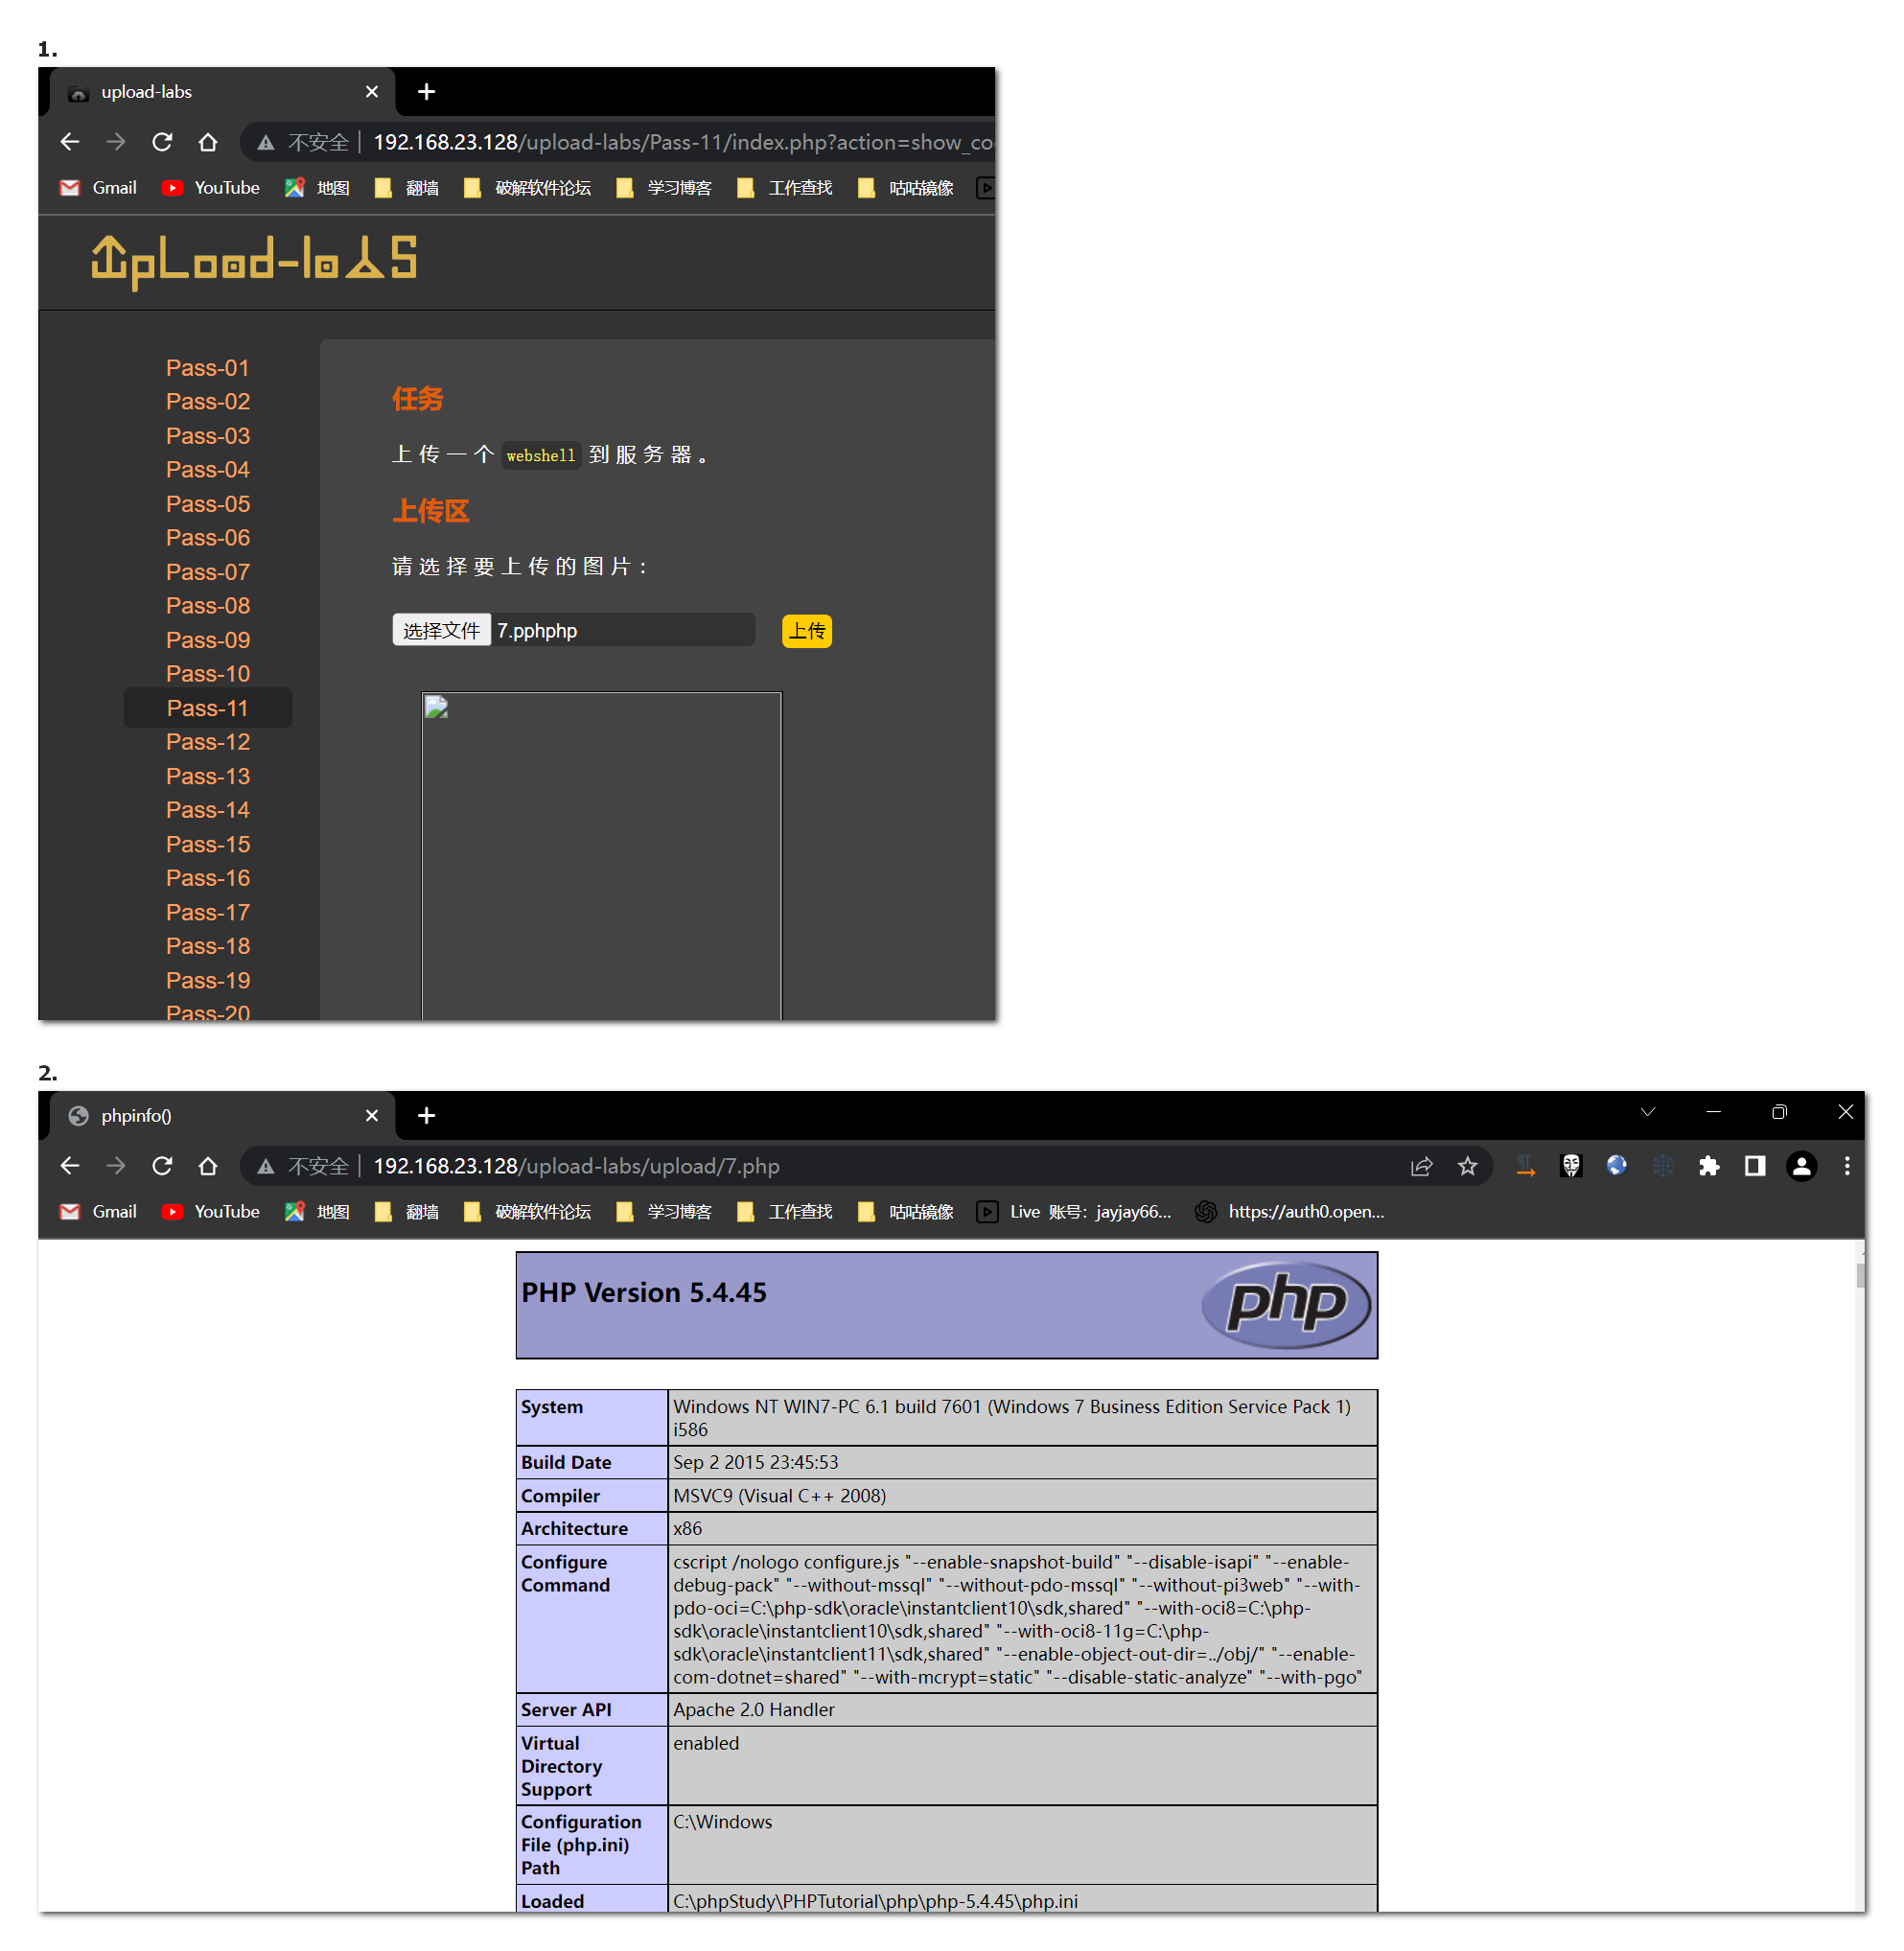 1.
upload-labs
不安全 192.168.23.128/upload-labs/Pass-11/index.php?action=show_co
Gmail YouTube 地图 翻墙 破解软件论坛 学习博客 工作查找 咕咕镜像
UpLoad-labS
Pass-01
Pass-02
Pass-03
Pass-04
Pass-05
Pass-06
Pass-07
Pass-08
Pass-09
Pass-10
Pass-11
Pass-12
Pass-13
Pass-14
Pass-15
Pass-16
Pass-17
Pass-18
Pass-19
Pass-20
任务
上传一个 webshell 到服务器。
上传区
请选择要上传的图片：
选择文件 7.pphphp 上传
2.
phpinfo()
不安全 192.168.23.128/upload-labs/upload/7.php
Gmail YouTube 地图 翻墙 破解软件论坛 学习博客 工作查找 咕咕镜像 Live 账号：jayjay66... https://auth0.open...
PHP Version 5.4.45
php
System Windows NT WIN7-PC 6.1 build 7601 (Windows 7 Business Edition Service Pack 1)
i586
Build Date Sep 2 2015 23:45:53
Compiler MSVC9 (Visual C++ 2008)
Architecture x86
Configure cscript /nologo configure.js "--enable-snapshot-build" "--disable-isapi" "--enable-
Command debug-pack" "--without-mssql" "--without-pdo-mssql" "--without-pi3web" "--with-
pdo-oci=C:\php-sdk\oracle\instantclient10\sdk,shared" "--with-oci8=C:\php-
sdk\oracle\instantclient10\sdk,shared" "--with-oci8-11g=C:\php-
sdk\oracle\instantclient11\sdk,shared" "--enable-object-out-dir=../obj/" "--enable-
com-dotnet=shared" "--with-mcrypt=static" "--disable-static-analyze" "--with-pgo"
Server API Apache 2.0 Handler
Virtual enabled
Directory
Support
Configuration C:\Windows
File (php.ini)
Path
Loaded C:\phpStudy\PHPTutorial\php\php-5.4.45\php.ini